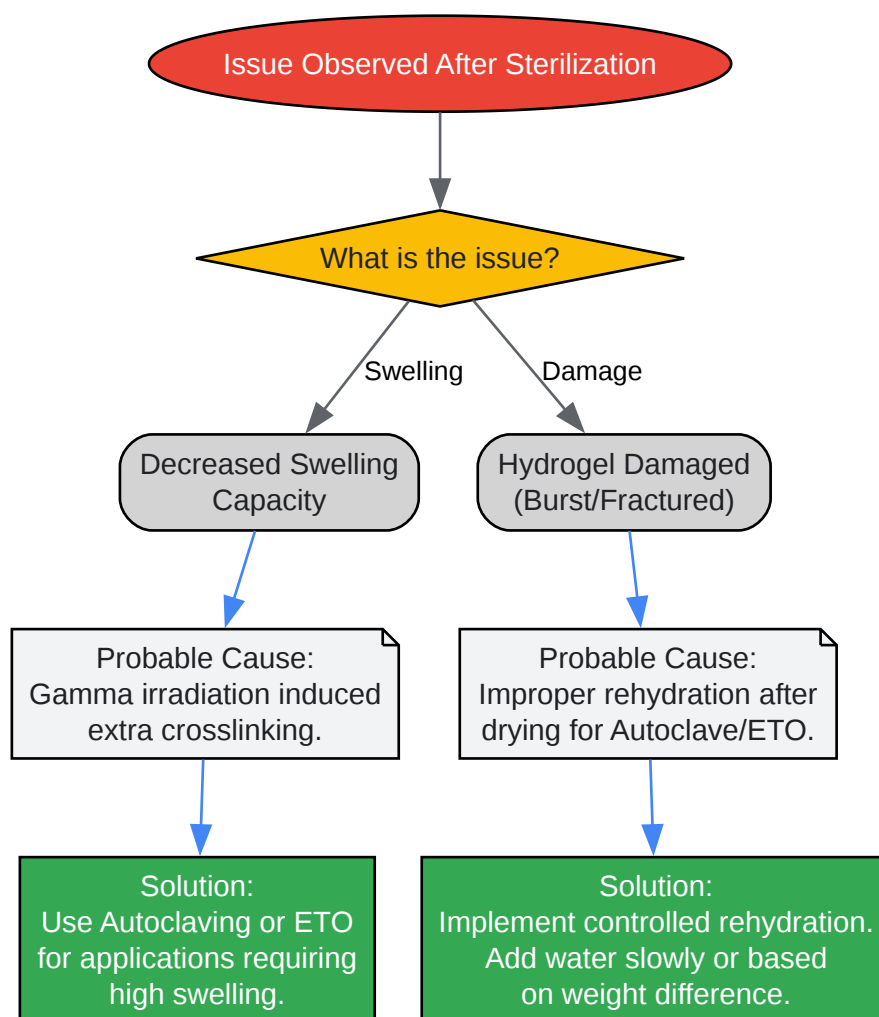 Issue Observed After Sterilization
What is the issue?
Swelling
Damage
Decreased Swelling
Capacity
Hydrogel Damaged
(Burst/Fractured)
Probable Cause:
Gamma irradiation induced
extra crosslinking.
Probable Cause:
Improper rehydration after
drying for Autoclave/ETO.
Solution:
Use Autoclaving or ETO
for applications requiring
high swelling.
Solution:
Implement controlled rehydration.
Add water slowly or based
on weight difference.